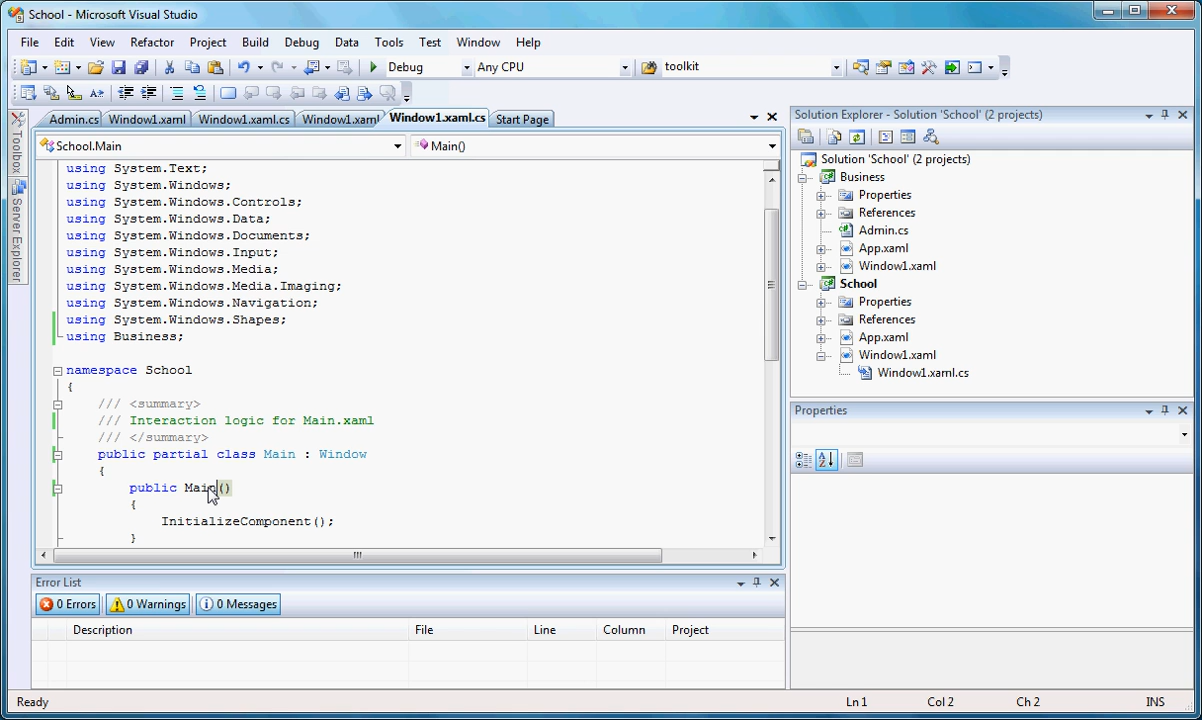 School - Microsoft Visual Studio
File Edit View Refactor Project Build Debug Data Tools Test Window Help
Debug Any CPU toolkit
Admin.cs Window1.xaml Window1.xaml.cs Window1.xaml Window1.xaml.cs Start Page
School.Main Main()
Toolbox
Server Explorer
using System.Text;
using System.Windows;
using System.Windows.Controls;
using System.Windows.Data;
using System.Windows.Documents;
using System.Windows.Input;
using System.Windows.Media;
using System.Windows.Media.Imaging;
using System.Windows.Navigation;
using System.Windows.Shapes;
using Business;
namespace School
{
/// <summary>
/// Interaction logic for Main.xaml
/// </summary>
public partial class Main : Window
{
public Main()
{
InitializeComponent();
}
Solution Explorer - Solution 'School' (2 projects)
Solution 'School' (2 projects)
Business
Properties
References
Admin.cs
App.xaml
Window1.xaml
School
Properties
References
App.xaml
Window1.xaml
Window1.xaml.cs
Properties
Error List
0 Errors 0 Warnings 0 Messages
Description File Line Column Project
Ready Ln 1 Col 2 Ch 2 INS